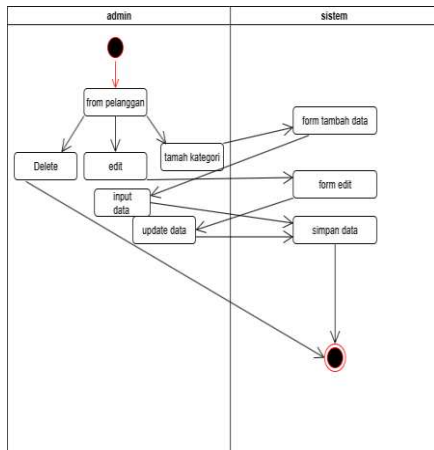 admin
sistem
from pelanggan
form tambah data
tamah kategori
Delete
edit
form edit
input
data
update data
simpan data